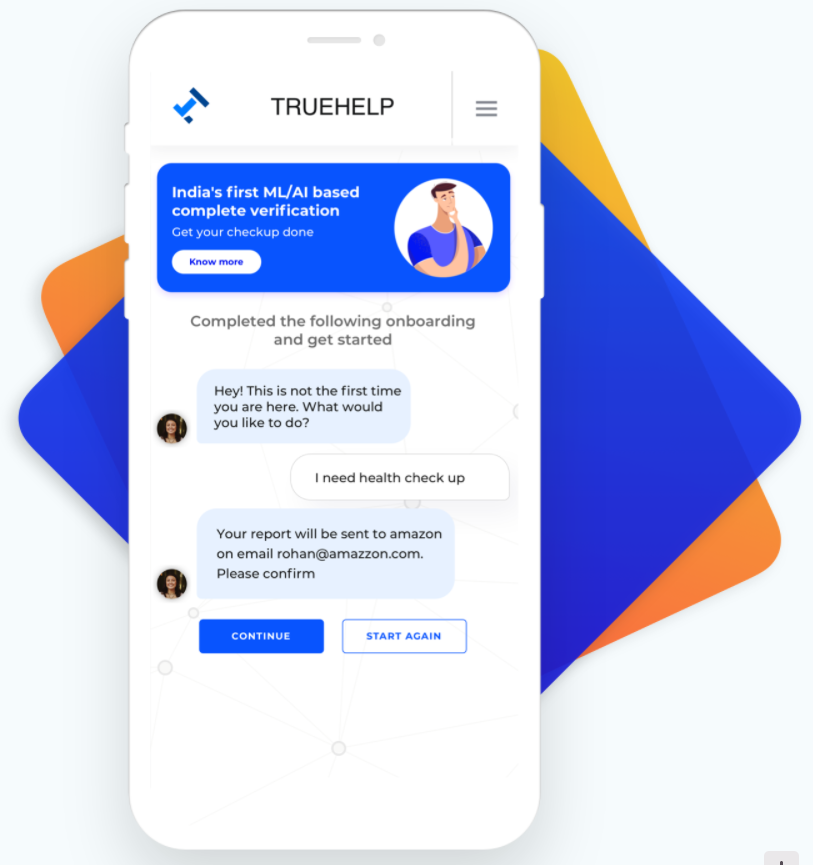 TRUEHELP
India's first ML/AI based
complete verification
Get your checkup done
Know more
Completed the following onboarding
and get started
Hey! This is not the first time
you are here. What would
you like to do?
I need health check up
Your report will be sent to amazon
on email rohan@amazzon.com.
Please confirm
CONTINUE
START AGAIN